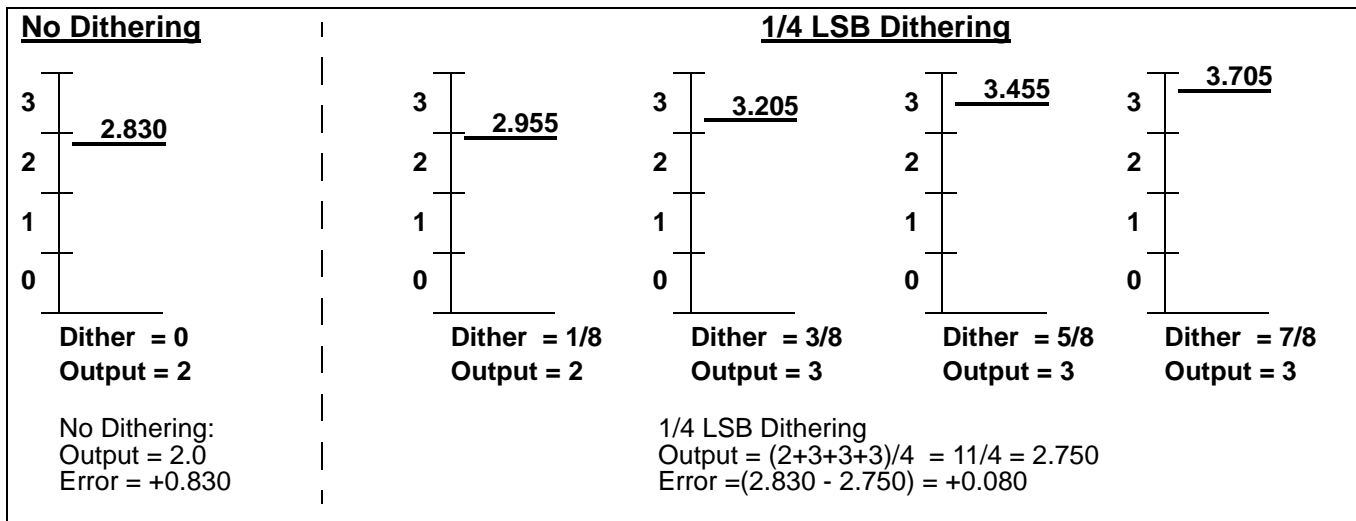 No Dithering
1/4 LSB Dithering
3
2
1
0
2.830
3
2
1
0
2.955
3
2
1
0
3.205
3
2
1
0
3.455
3
2
1
0
3.705
Dither = 0
Output = 2
Dither = 1/8
Output = 2
Dither = 3/8
Output = 3
Dither = 5/8
Output = 3
Dither = 7/8
Output = 3
No Dithering:
Output = 2.0
Error = +0.830
1/4 LSB Dithering
Output = (2+3+3+3)/4 = 11/4 = 2.750
Error =(2.830 - 2.750) = +0.080